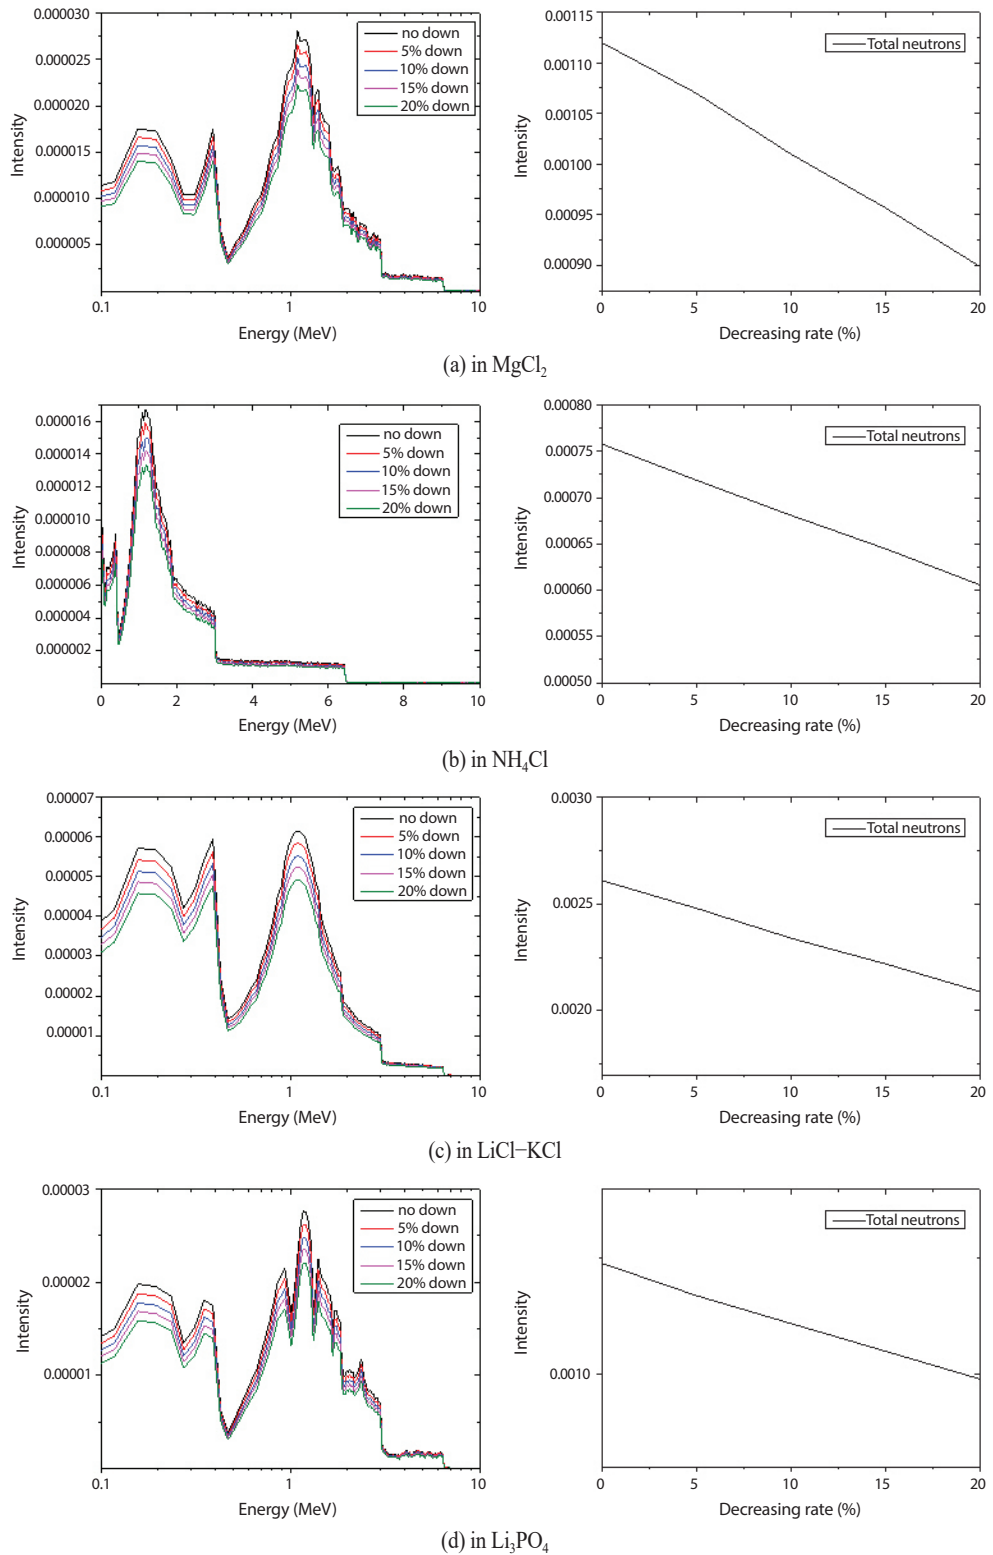 0.000030
0.000025
0.000020
0.000015
0.000010
0.000005
Intensity
no down
5% down
10% down
15% down
20% down
0.1
1
10
Energy (MeV)
0.00115
0.00110
0.00105
0.00100
0.00095
0.00090
Intensity
Total neutrons
0
5
10
15
20
Decreasing rate (%)
(a) in MgCl₂
0.000016
0.000014
0.000012
0.000010
0.000008
0.000006
0.000004
0.000002
Intensity
no down
5% down
10% down
15% down
20% down
0
2
4
6
8
10
Energy (MeV)
0.00080
0.00075
0.00070
0.00065
0.00060
0.00055
0.00050
Intensity
Total neutrons
0
5
10
15
20
Decreasing rate (%)
(b) in NH₄Cl
0.00007
0.00006
0.00005
0.00004
0.00003
0.00002
0.00001
Intensity
no down
5% down
10% down
15% down
20% down
0.1
1
10
Energy (MeV)
0.0030
0.0025
0.0020
Intensity
Total neutrons
0
5
10
15
20
Decreasing rate (%)
(c) in LiCl−KCl
0.00003
0.00002
0.00001
Intensity
no down
5% down
10% down
15% down
20% down
0.1
1
10
Energy (MeV)
0.0010
Intensity
Total neutrons
0
5
10
15
20
Decreasing rate (%)
(d) in Li₃PO₄